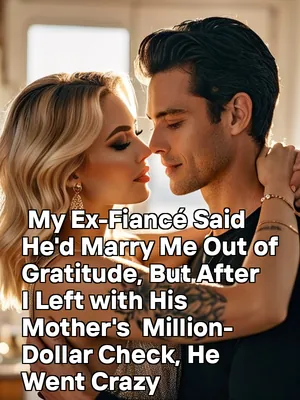 My Ex-Fiancé Said
He'd Marry Me Out of
Gratitude, But After
I Left with His
Mother's Million-
Dollar Check, He
Went Crazy